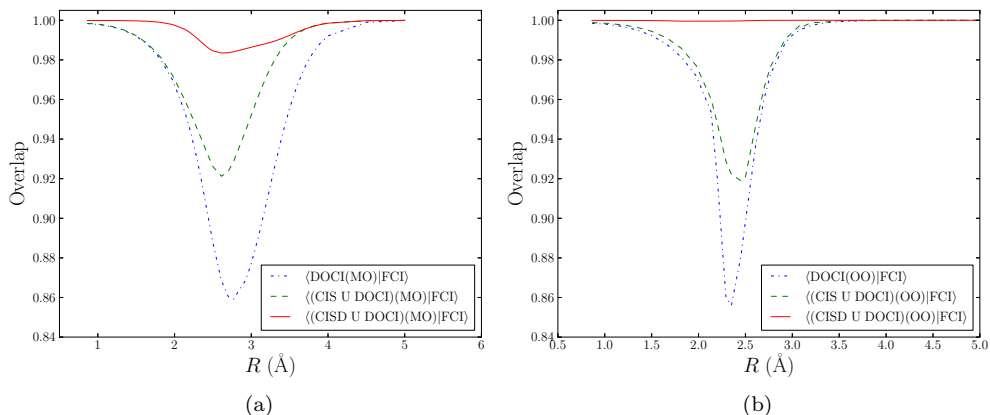 1.00
0.98
0.96
0.94
0.92
0.90
0.88
0.86
0.84
Overlap
⟨DOCI(MO)|FCI⟩
⟨(CIS U DOCI)(MO)|FCI⟩
⟨(CISD U DOCI)(MO)|FCI⟩
1 2 3 4 5 6
R (Å)
(a)
1.00
0.98
0.96
0.94
0.92
0.90
0.88
0.86
0.84
Overlap
⟨DOCI(OO)|FCI⟩
⟨(CIS U DOCI)(OO)|FCI⟩
⟨(CISD U DOCI)(OO)|FCI⟩
0.5 1.0 1.5 2.0 2.5 3.0 3.5 4.0 4.5 5.0
R (Å)
(b)